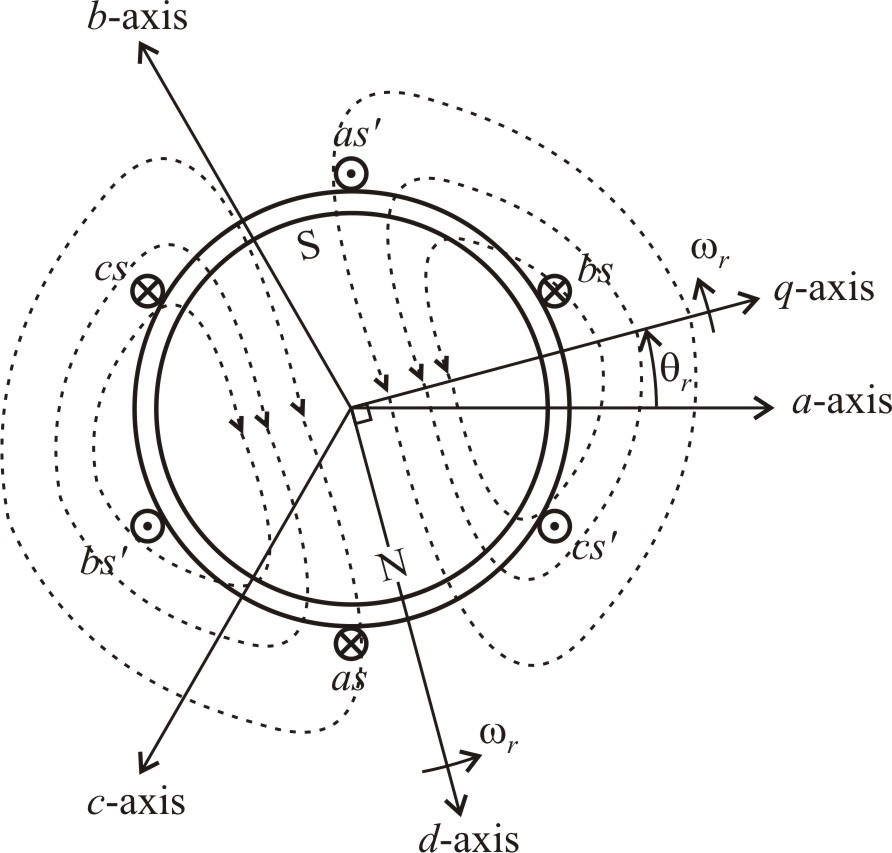 b-axis
as'
S
cs
bs
ωr
q-axis
θr
a-axis
bs'
N
cs'
as
ωr
c-axis
d-axis